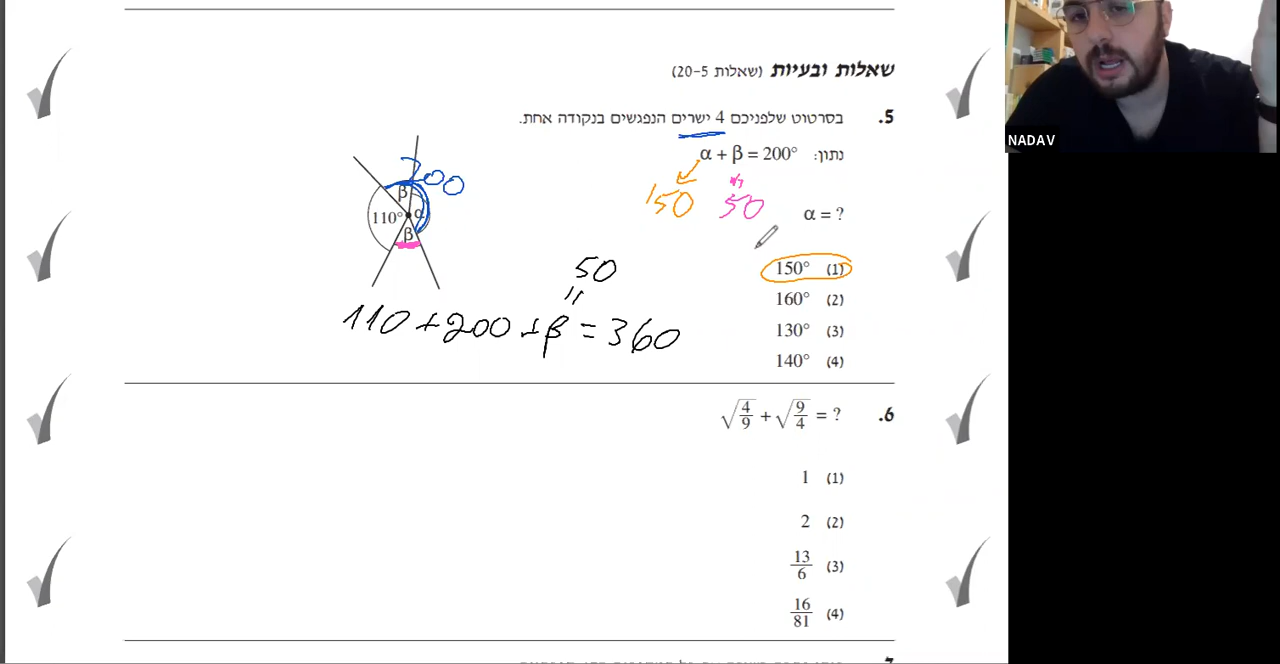 שאלות ובעיות (שאלות 5-20)
.5 בסרטוט שלפניכם 4 ישרים הנפגשים בנקודה אחת.
נתון: α + β = 200°
150 50
α = ?
200
β
110° α
β
(1) 150°
(2) 160°
(3) 130°
(4) 140°
50
110 + 200 + β = 360
.6 √(4/9) + √(9/4) = ?
(1) 1
(2) 2
(3) 13/6
(4) 16/81
NADAV